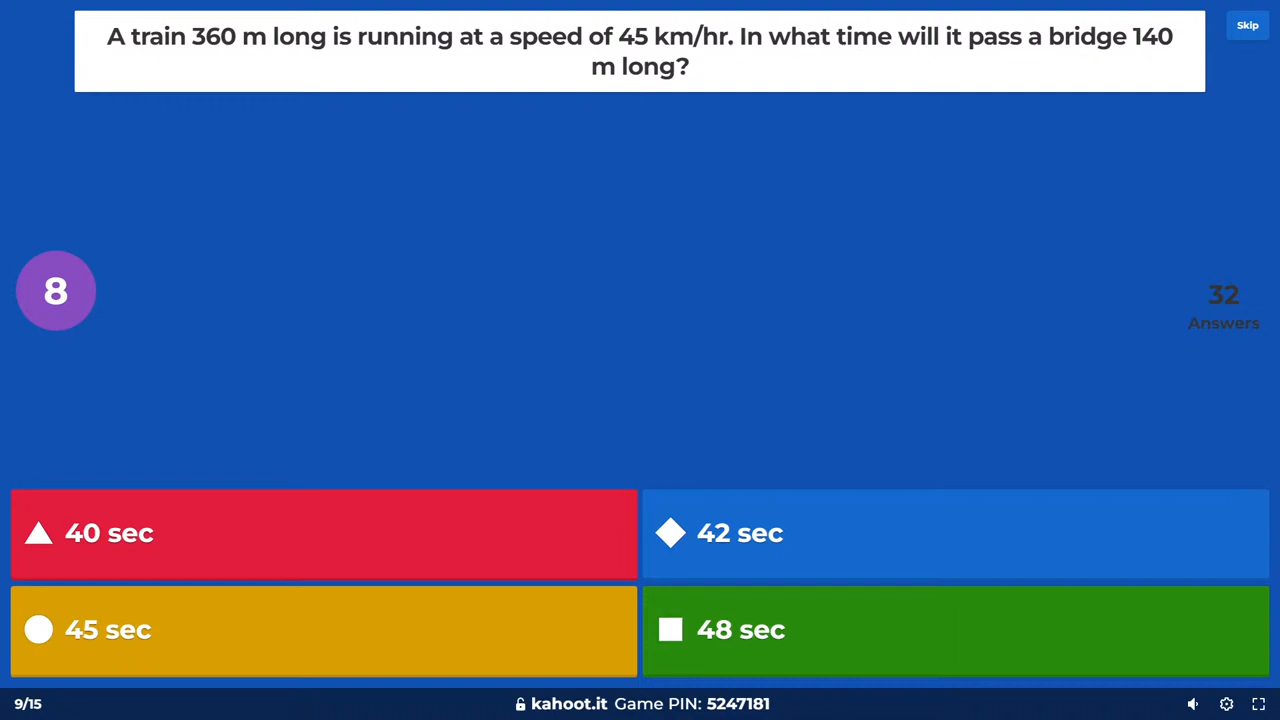 A train 360 m long is running at a speed of 45 km/hr. In what time will it pass a bridge 140
m long?
Skip
8
32
Answers
40 sec
42 sec
45 sec
48 sec
9/15
kahoot.it Game PIN: 5247181